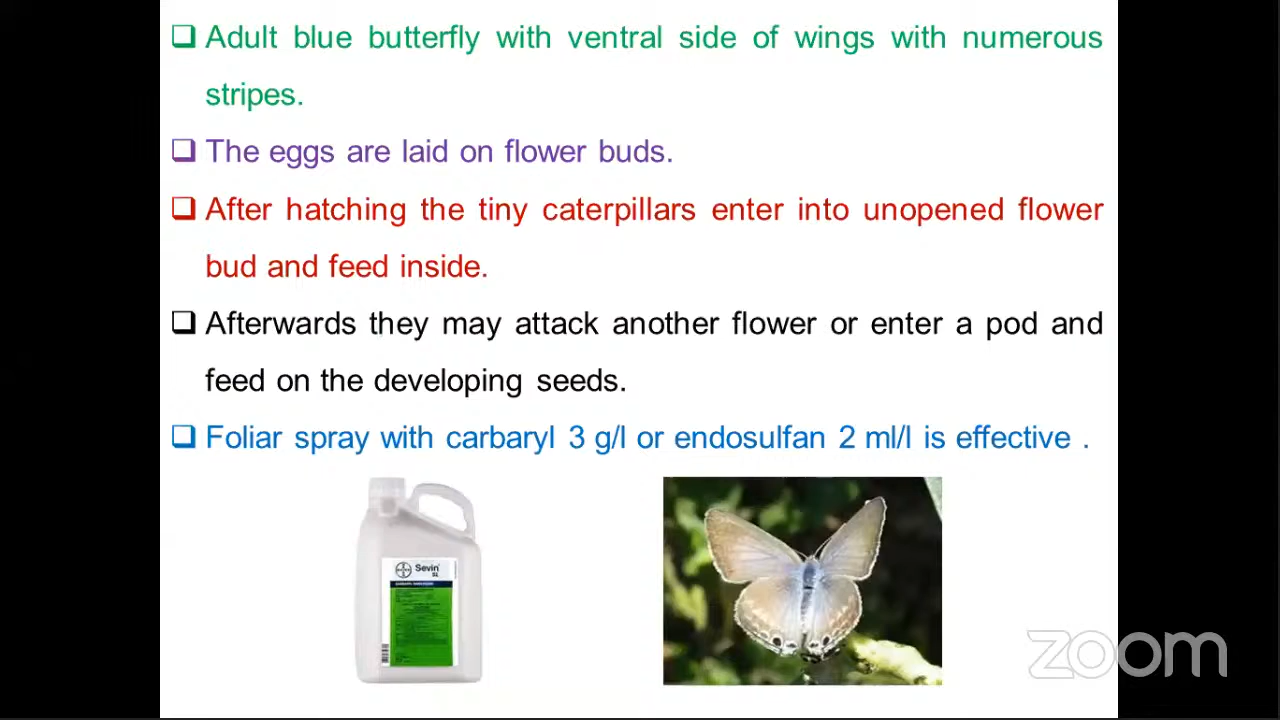 ❑ Adult blue butterfly with ventral side of wings with numerous
stripes.
❑ The eggs are laid on flower buds.
❑ After hatching the tiny caterpillars enter into unopened flower
bud and feed inside.
❑ Afterwards they may attack another flower or enter a pod and
feed on the developing seeds.
❑ Foliar spray with carbaryl 3 g/l or endosulfan 2 ml/l is effective .
Sevin
zoom